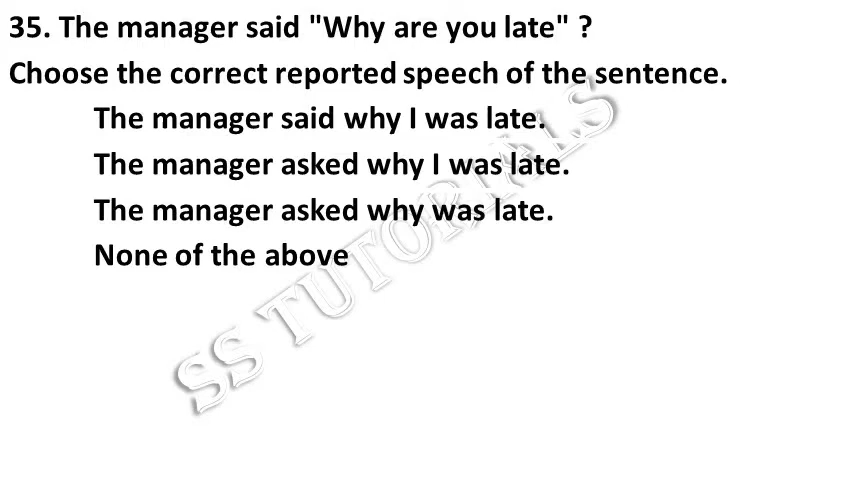 35. The manager said "Why are you late" ?
Choose the correct reported speech of the sentence.
The manager said why I was late.
The manager asked why I was late.
The manager asked why was late.
None of the above
SS TUTORIALS